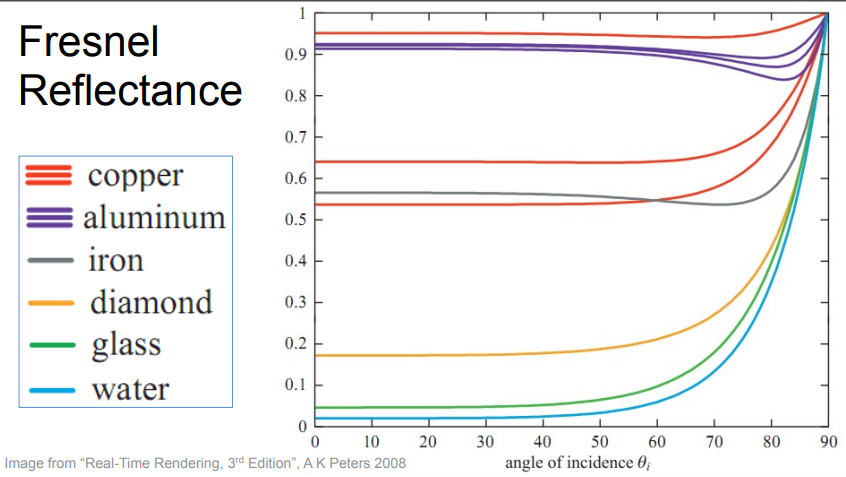 Fresnel
Reflectance
copper
aluminum
iron
diamond
glass
water
1
0.9
0.8
0.7
0.6
0.5
0.4
0.3
0.2
0.1
0
0 10 20 30 40 50 60 70 80 90
angle of incidence θi
Image from “Real-Time Rendering, 3rd Edition”, A K Peters 2008